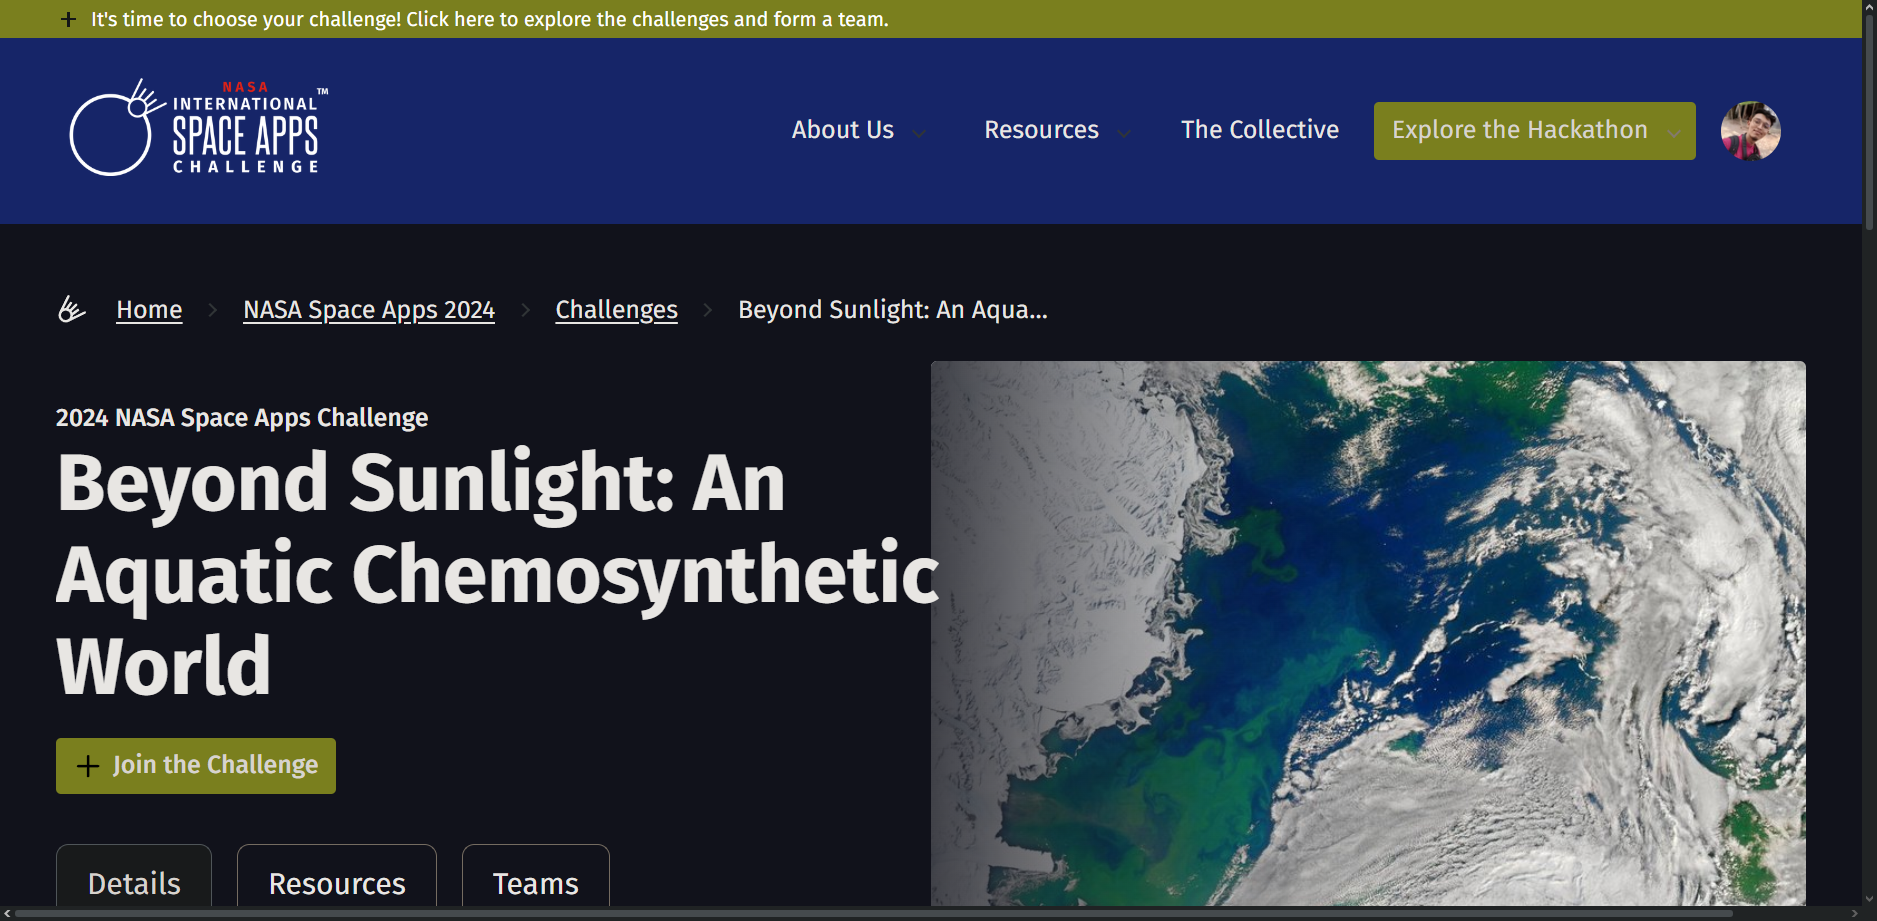 It's time to choose your challenge! Click here to explore the challenges and form a team.
NASA
INTERNATIONAL™
SPACE APPS
CHALLENGE
About Us
Resources
The Collective
Explore the Hackathon
Home
NASA Space Apps 2024
Challenges
Beyond Sunlight: An Aqua...
2024 NASA Space Apps Challenge
Beyond Sunlight: An
Aquatic Chemosynthetic
World
Join the Challenge
Details
Resources
Teams